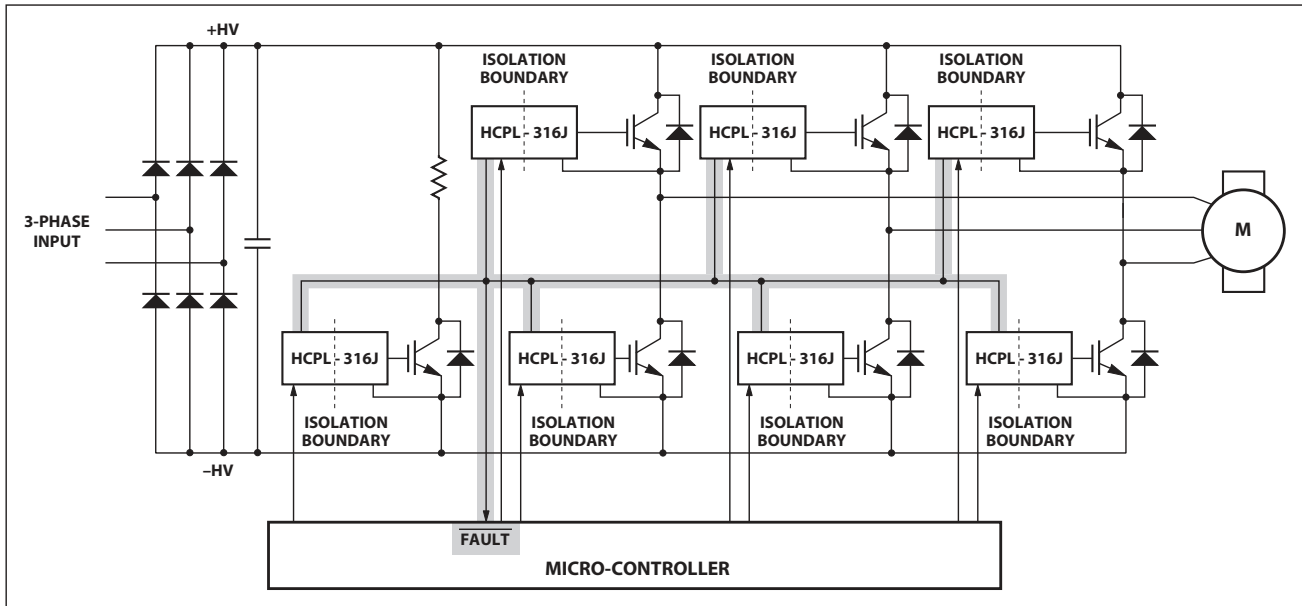 +HV
ISOLATION
BOUNDARY
ISOLATION
BOUNDARY
ISOLATION
BOUNDARY
HCPL - 316J
HCPL - 316J
HCPL - 316J
3-PHASE
INPUT
M
HCPL - 316J
HCPL - 316J
HCPL - 316J
HCPL - 316J
ISOLATION
BOUNDARY
ISOLATION
BOUNDARY
ISOLATION
BOUNDARY
ISOLATION
BOUNDARY
–HV
FAULT
MICRO-CONTROLLER